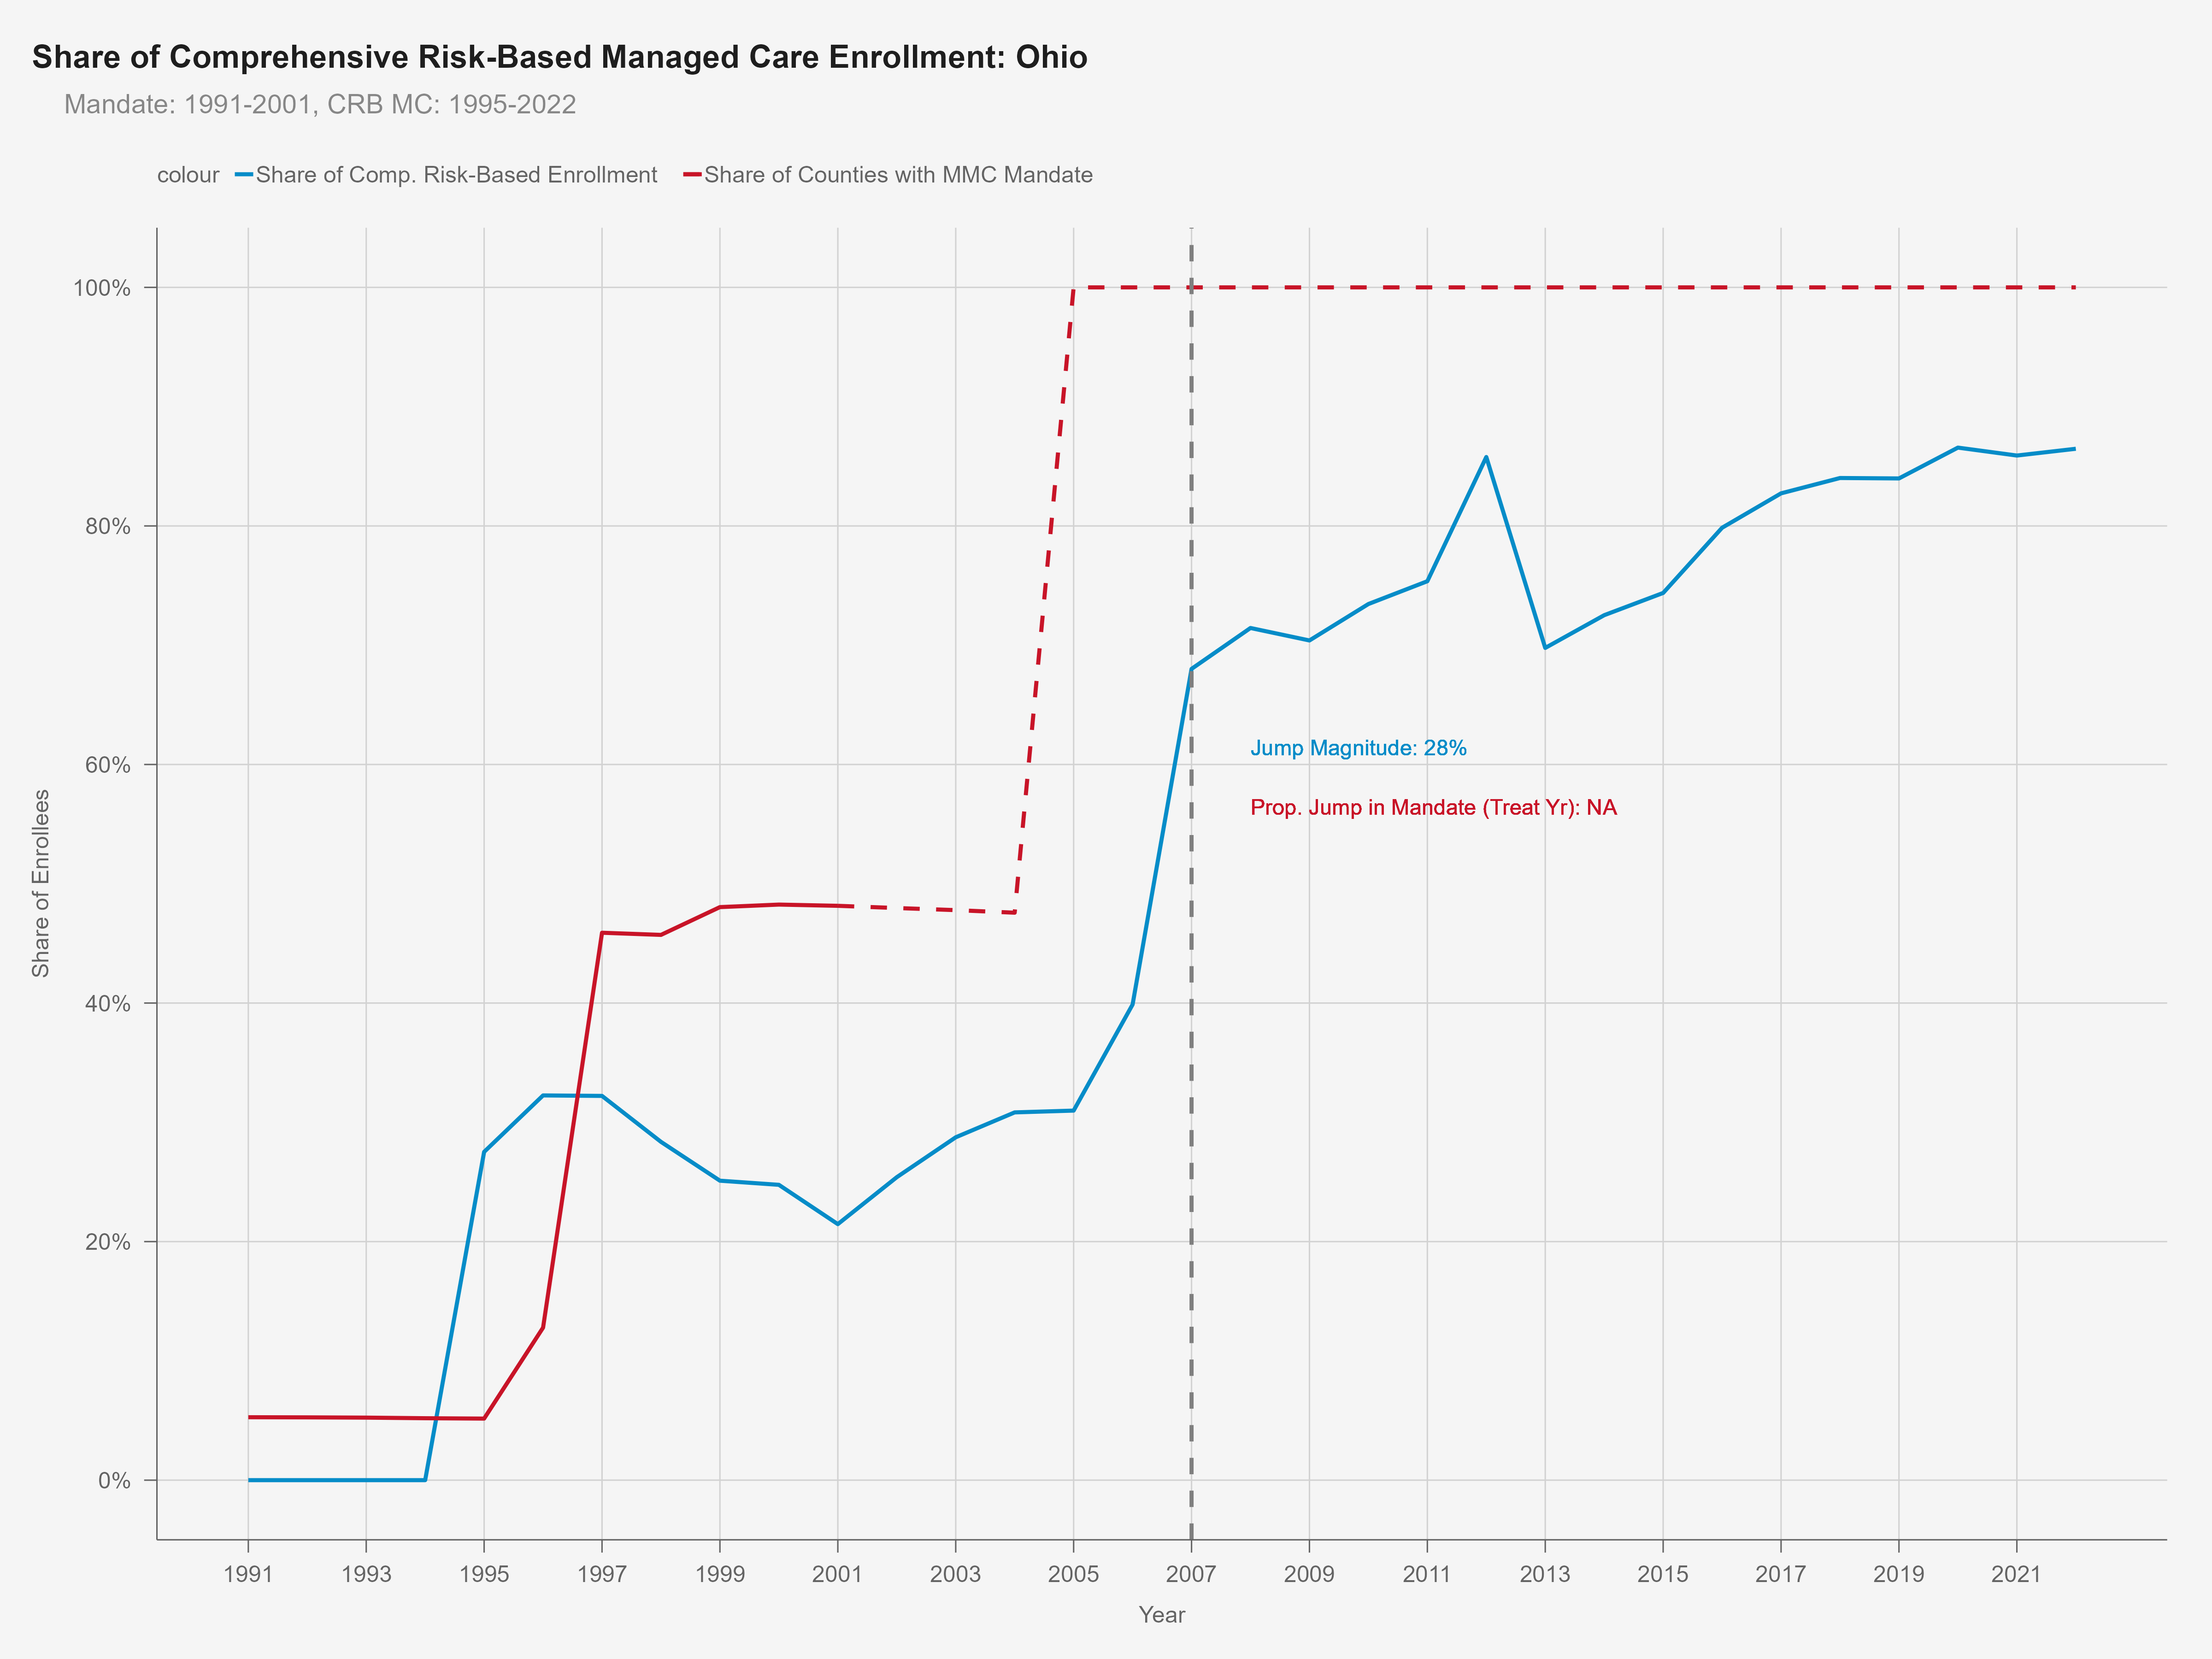 Share of Comprehensive Risk-Based Managed Care Enrollment: Ohio
Mandate: 1991-2001, CRB MC: 1995-2022
colour Share of Comp. Risk-Based Enrollment Share of Counties with MMC Mandate
100%
80%
60%
40%
20%
0%
Share of Enrolles
Jump Magnitude: 28%
Prop. Jump in Mandate (Treat Yr): NA
1991 1993 1995 1997 1999 2001 2003 2005 2007 2009 2011 2013 2015 2017 2019 2021
Year